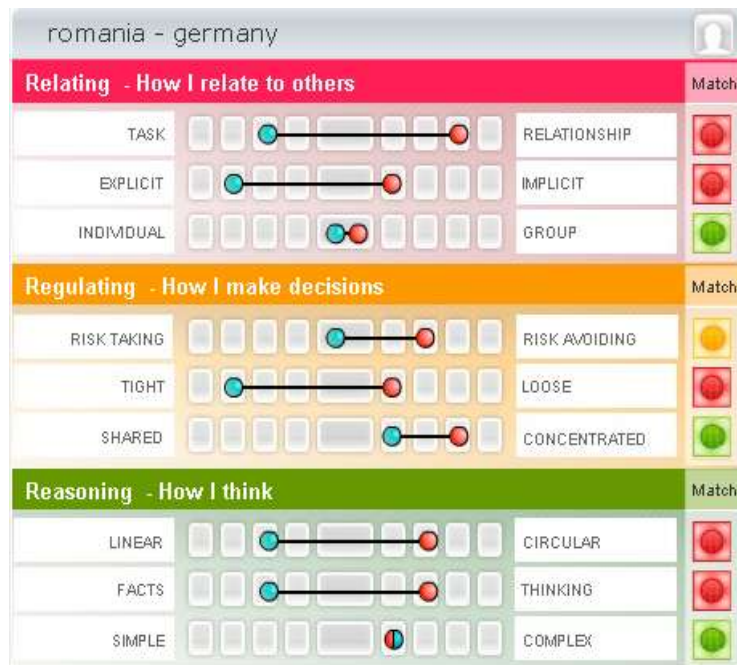 romania - germany
Relating - How I relate to others Match
TASK RELATIONSHIP
EXPLICIT IMPLICIT
INDIVIDUAL GROUP
Regulating - How I make decisions Match
RISK TAKING RISK AVOIDING
TIGHT LOOSE
SHARED CONCENTRATED
Reasoning - How I think Match
LINEAR CIRCULAR
FACTS THINKING
SIMPLE COMPLEX